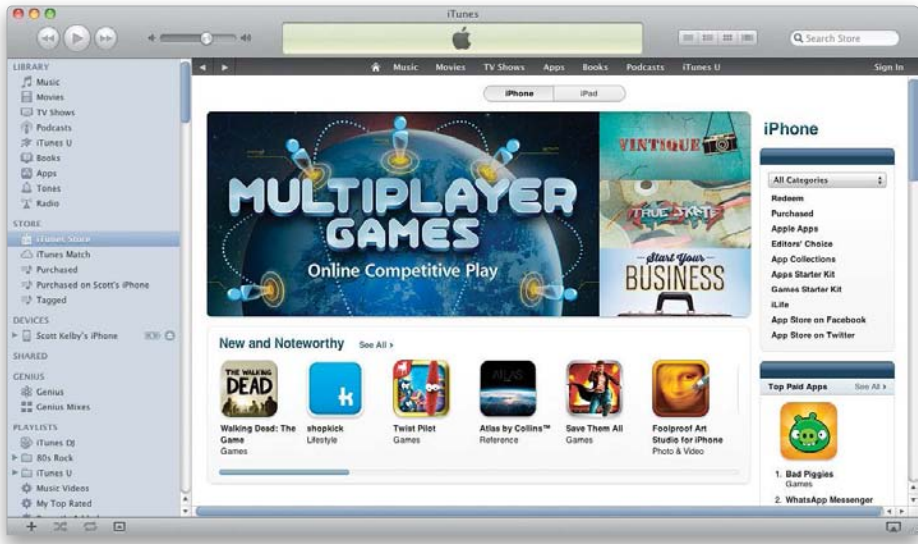 iTunes
Search Store
LIBRARY
Music
Movies
TV Shows
Podcasts
iTunes U
Books
Apps
Tones
Radio
STORE
iTunes Store
iTunes Match
Purchased
Purchased on Scott's iPhone
Tagged
DEVICES
Scott Kelby's iPhone
SHARED
GENIUS
Genius
Genius Mixes
PLAYLISTS
iTunes DJ
80s Rock
iTunes U
Music Videos
My Top Rated
Music Movies TV Shows Apps Books Podcasts iTunes U Sign In
iPhone iPad
MULTIPLAYER
GAMES
Online Competitive Play
VINTIQUE
TRUE SKATE
Start Your
BUSINESS
New and Noteworthy See All >
THE WALKING
DEAD
k
ATLAS
Walking Dead: The Game
Games
shopkick
Lifestyle
Twist Pilot
Games
Atlas by Collins™
Reference
Save Them All
Games
Foolproof Art
Studio for iPhone
Photo & Video
iPhone
All Categories
Redeem
Purchased
Apple Apps
Editors' Choice
App Collections
Apps Starter Kit
Games Starter Kit
iLife
App Store on Facebook
App Store on Twitter
Top Paid Apps See All >
1. Bad Piggies
Games
2. WhatsApp Messenger